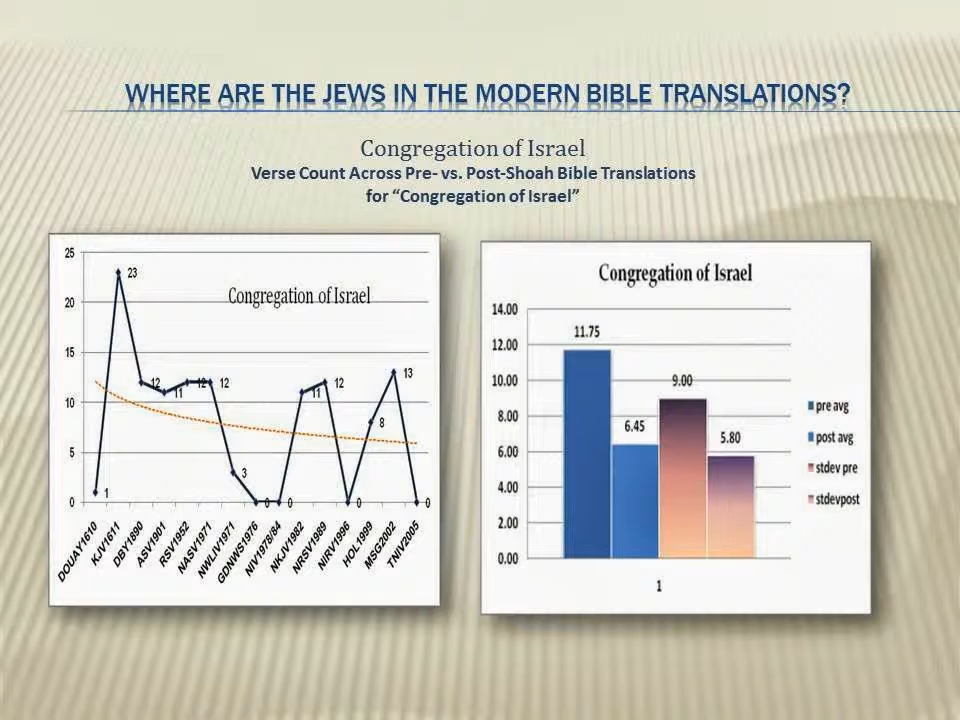 WHERE ARE THE JEWS IN THE MODERN BIBLE TRANSLATIONS?
Congregation of Israel
Verse Count Across Pre- vs. Post-Shoah Bible Translations
for “Congregation of Israel”
Congregation of Israel
25
20
15
10
5
0
1
23
12
11
12
12
3
0
0
11
12
0
8
13
0
DOUAY1610
KJV1611
DBY1890
ASV1901
RSV1952
NASV1971
NWLIV1971
GDNWS1976
NIV1978/84
NKJV1982
NRSV1989
NIRV1996
HOL1999
MSG2002
TNIV2005
Congregation of Israel
14.00
12.00
10.00
8.00
6.00
4.00
2.00
0.00
11.75
6.45
9.00
5.80
1
pre avg
post avg
stdev pre
stdevpost